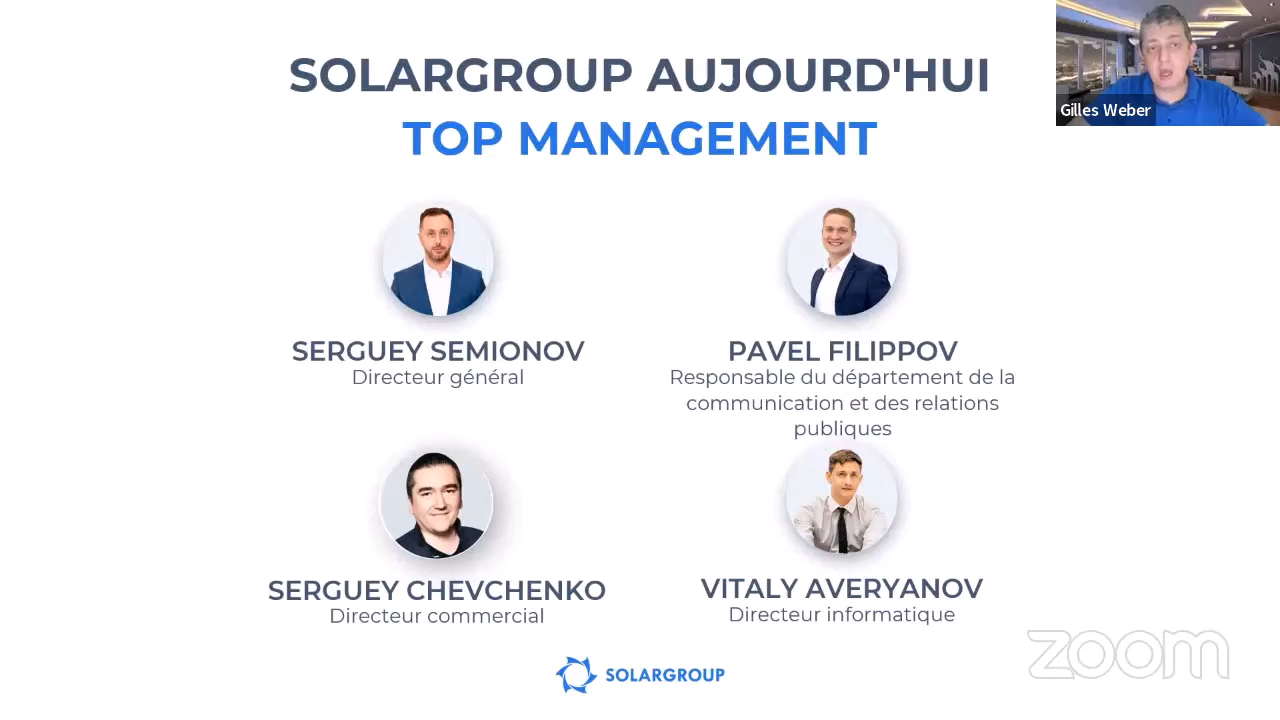 SOLARGROUP AUJOURD'HUI
TOP MANAGEMENT
Gilles Weber
SERGUEY SEMIONOV
Directeur général
PAVEL FILIPPOV
Responsable du département de la
communication et des relations
publiques
SERGUEY CHEVCHENKO
Directeur commercial
VITALY AVERYANOV
Directeur informatique
SOLARGROUP
zoom